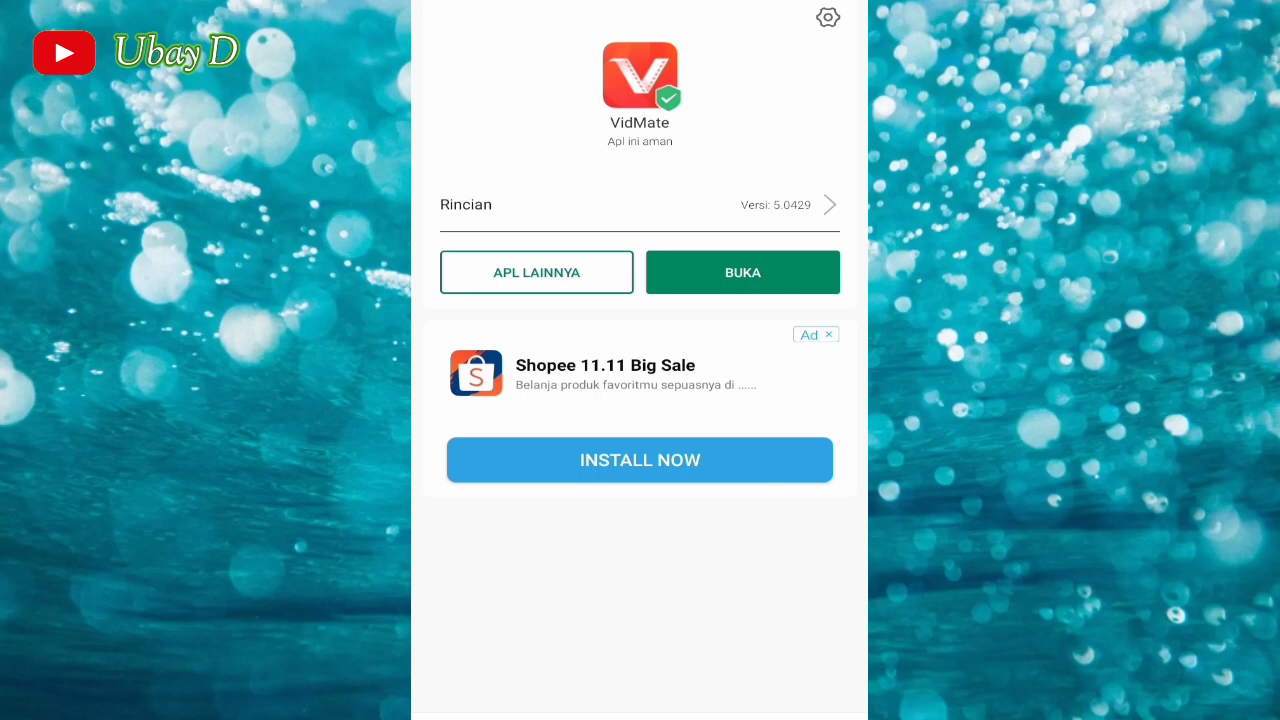 Ubay D
VidMate
Apl ini aman
Rincian
Versi: 5.0429
APL LAINNYA
BUKA
Ad ×
Shopee 11.11 Big Sale
Belanja produk favoritmu sepuasnya di ......
INSTALL NOW